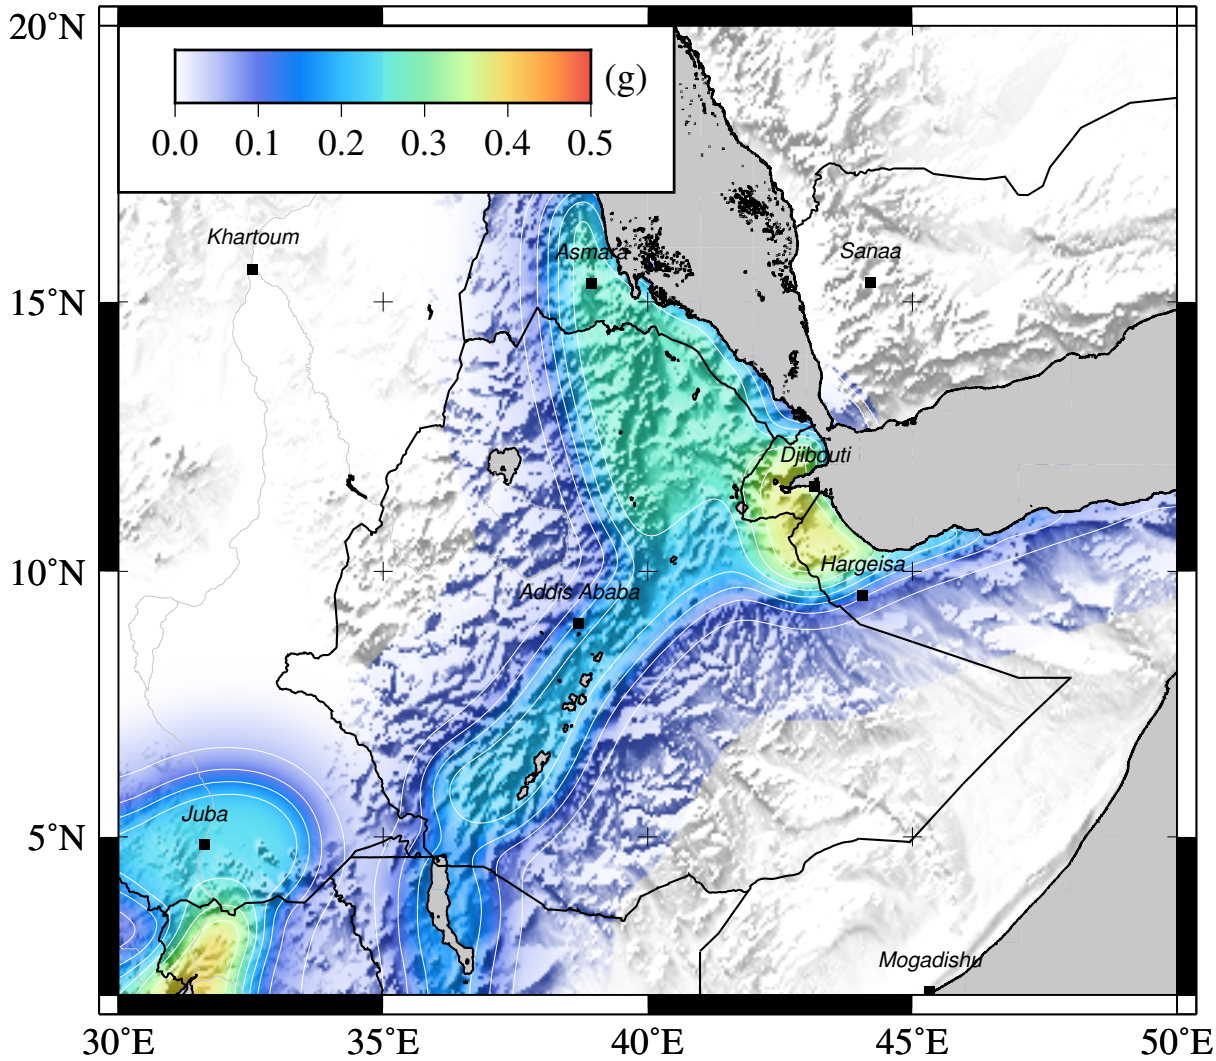 20°N
(g)
0.0 0.1 0.2 0.3 0.4 0.5
Khartoum
Asmara
Sanaa
15°N
Djibouti
10°N
Hargeisa
Addis Ababa
Juba
5°N
Mogadishu
30°E 35°E 40°E 45°E 50°E